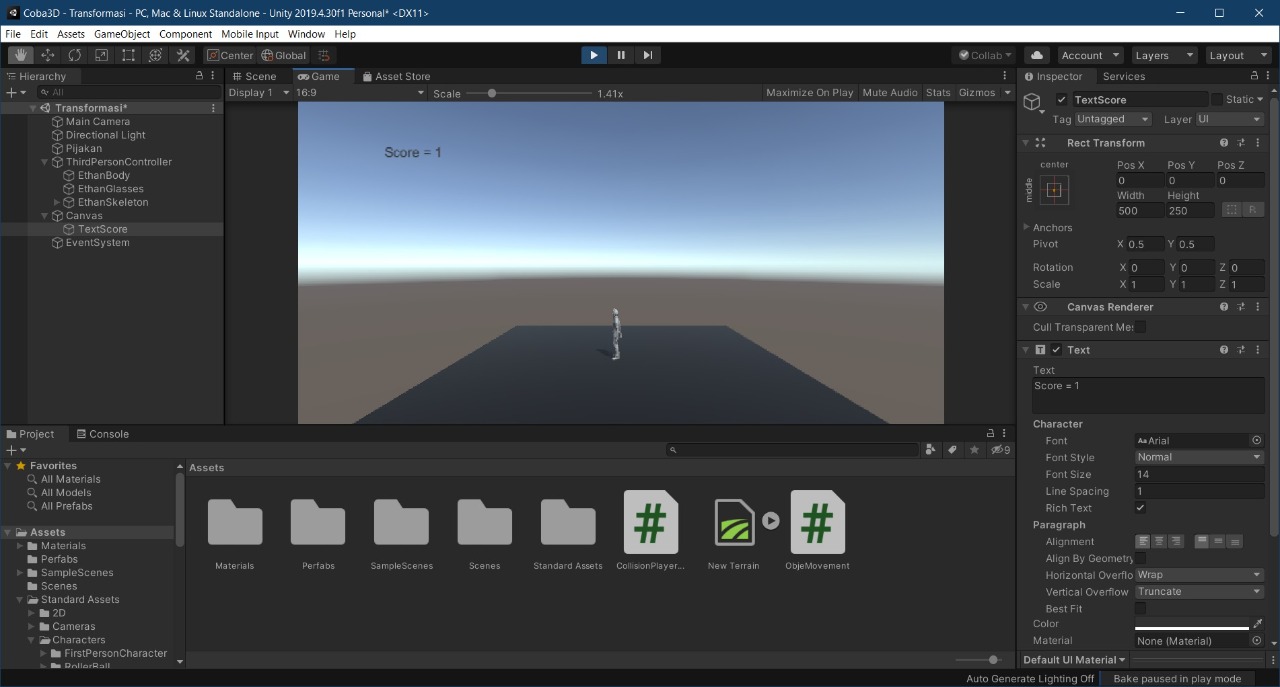 Coba3D - Transformasi - PC, Mac & Linux Standalone - Unity 2019.4.30f1 Personal* <DX11>
File Edit Assets GameObject Component Mobile Input Window Help
Center Global Collab Account Layers Layout
Hierarchy
All
Transformasi*
Main Camera
Directional Light
Pijakan
ThirdPersonController
EthanBody
EthanGlasses
EthanSkeleton
Canvas
TextScore
EventSystem
Scene Game Asset Store
Display 1 16:9 Scale 1.41x Maximize On Play Mute Audio Stats Gizmos
Score = 1
Project Console
9
Favorites
All Materials
All Models
All Prefabs
Assets
Materials
Perfabs
SampleScenes
Scenes
Standard Assets
2D
Cameras
Characters
FirstPersonCharacter
RollerBall
Assets
Materials Perfabs SampleScenes Scenes Standard Assets CollisionPlayer... New Terrain ObjeMovement
Inspector Services
TextScore Static
Tag Untagged Layer UI
Rect Transform
center
middle
Pos X Pos Y Pos Z
0 0 0
Width Height
500 250 R
Anchors
Pivot X 0.5 Y 0.5
Rotation X 0 Y 0 Z 0
Scale X 1 Y 1 Z 1
Canvas Renderer
Cull Transparent Me
Text
Text
Score = 1
Character
Font Aa Arial
Font Style Normal
Font Size 14
Line Spacing 1
Rich Text
Paragraph
Alignment
Align By Geometry
Horizontal Overflo Wrap
Vertical Overflow Truncate
Best Fit
Color
Material None (Material)
Default UI Material
Auto Generate Lighting Off Bake paused in play mode